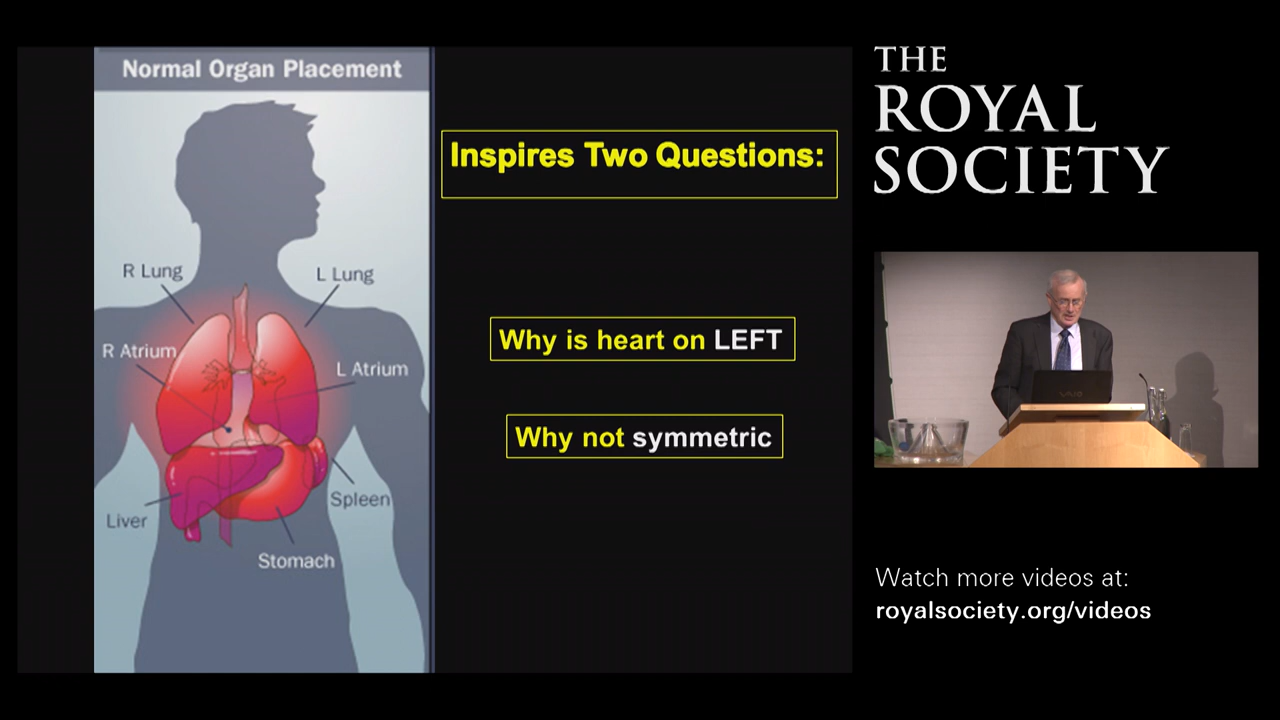 Normal Organ Placement
R Lung
L Lung
R Atrium
L Atrium
Liver
Spleen
Stomach
Inspires Two Questions:
Why is heart on LEFT
Why not symmetric
THE
ROYAL
SOCIETY
Watch more videos at:
royalsociety.org/videos